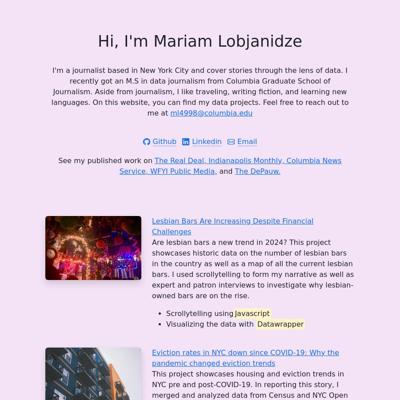 Hi, I'm Mariam Lobjanidze
I'm a journalist based in New York City and cover stories through the lens of data. I
recently got an M.S in data journalism from Columbia Graduate School of
Journalism. Aside from journalism, I like traveling, writing fiction, and learning new
languages. On this website, you can find my data projects. Feel free to reach out to
me at ml4998@columbia.edu
Github Linkedin Email
See my published work on The Real Deal, Indianapolis Monthly, Columbia News
Service, WFYI Public Media, and The DePauw.
Lesbian Bars Are Increasing Despite Financial
Challenges
Are lesbian bars a new trend in 2024? This project
showcases historic data on the number of lesbian bars
in the country as well as a map of all the current lesbian
bars. I used scrollytelling to form my narrative as well as
expert and patron interviews to investigate why lesbian-
owned bars are on the rise.
• Scrollytelling using Javascript
• Visualizing the data with Datawrapper
Eviction rates in NYC down since COVID-19: Why the
pandemic changed eviction trends
This project showcases housing and eviction trends in
NYC pre and post-COVID-19. In reporting this story, I
merged and analyzed data from Census and NYC Open